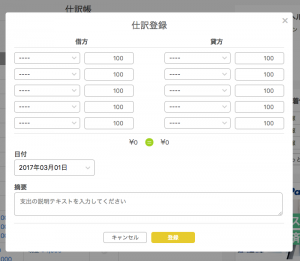 仕訳帳
仕訳登録
×
借方 貸方
---- 100 ---- 100
---- 100 ---- 100
---- 100 ---- 100
---- 100 ---- 100
---- 100 ---- 100
¥0 = ¥0
日付
2017年03月01日
摘要
支出の説明テキストを入力してください
キャンセル 登録